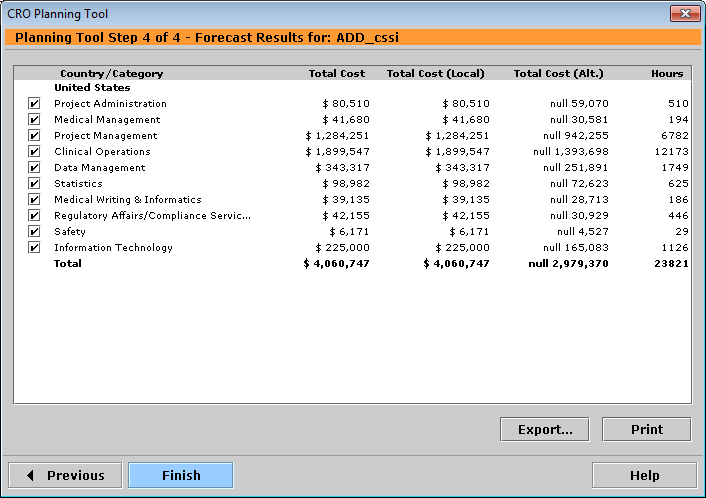 CRO Planning Tool
Planning Tool Step 4 of 4 - Forecast Results for: ADD_cssi
Country/Category Total Cost Total Cost (Local) Total Cost (Alt.) Hours
United States
Project Administration $ 80,510 $ 80,510 null 59,070 510
Medical Management $ 41,680 $ 41,680 null 30,581 194
Project Management $ 1,284,251 $ 1,284,251 null 942,255 6782
Clinical Operations $ 1,899,547 $ 1,899,547 null 1,393,698 12173
Data Management $ 343,317 $ 343,317 null 251,891 1749
Statistics $ 98,982 $ 98,982 null 72,623 625
Medical Writing & Informatics $ 39,135 $ 39,135 null 28,713 186
Regulatory Affairs/Compliance Servic... $ 42,155 $ 42,155 null 30,929 446
Safety $ 6,171 $ 6,171 null 4,527 29
Information Technology $ 225,000 $ 225,000 null 165,083 1126
Total $ 4,060,747 $ 4,060,747 null 2,979,370 23821
Export... Print
Previous Finish Help